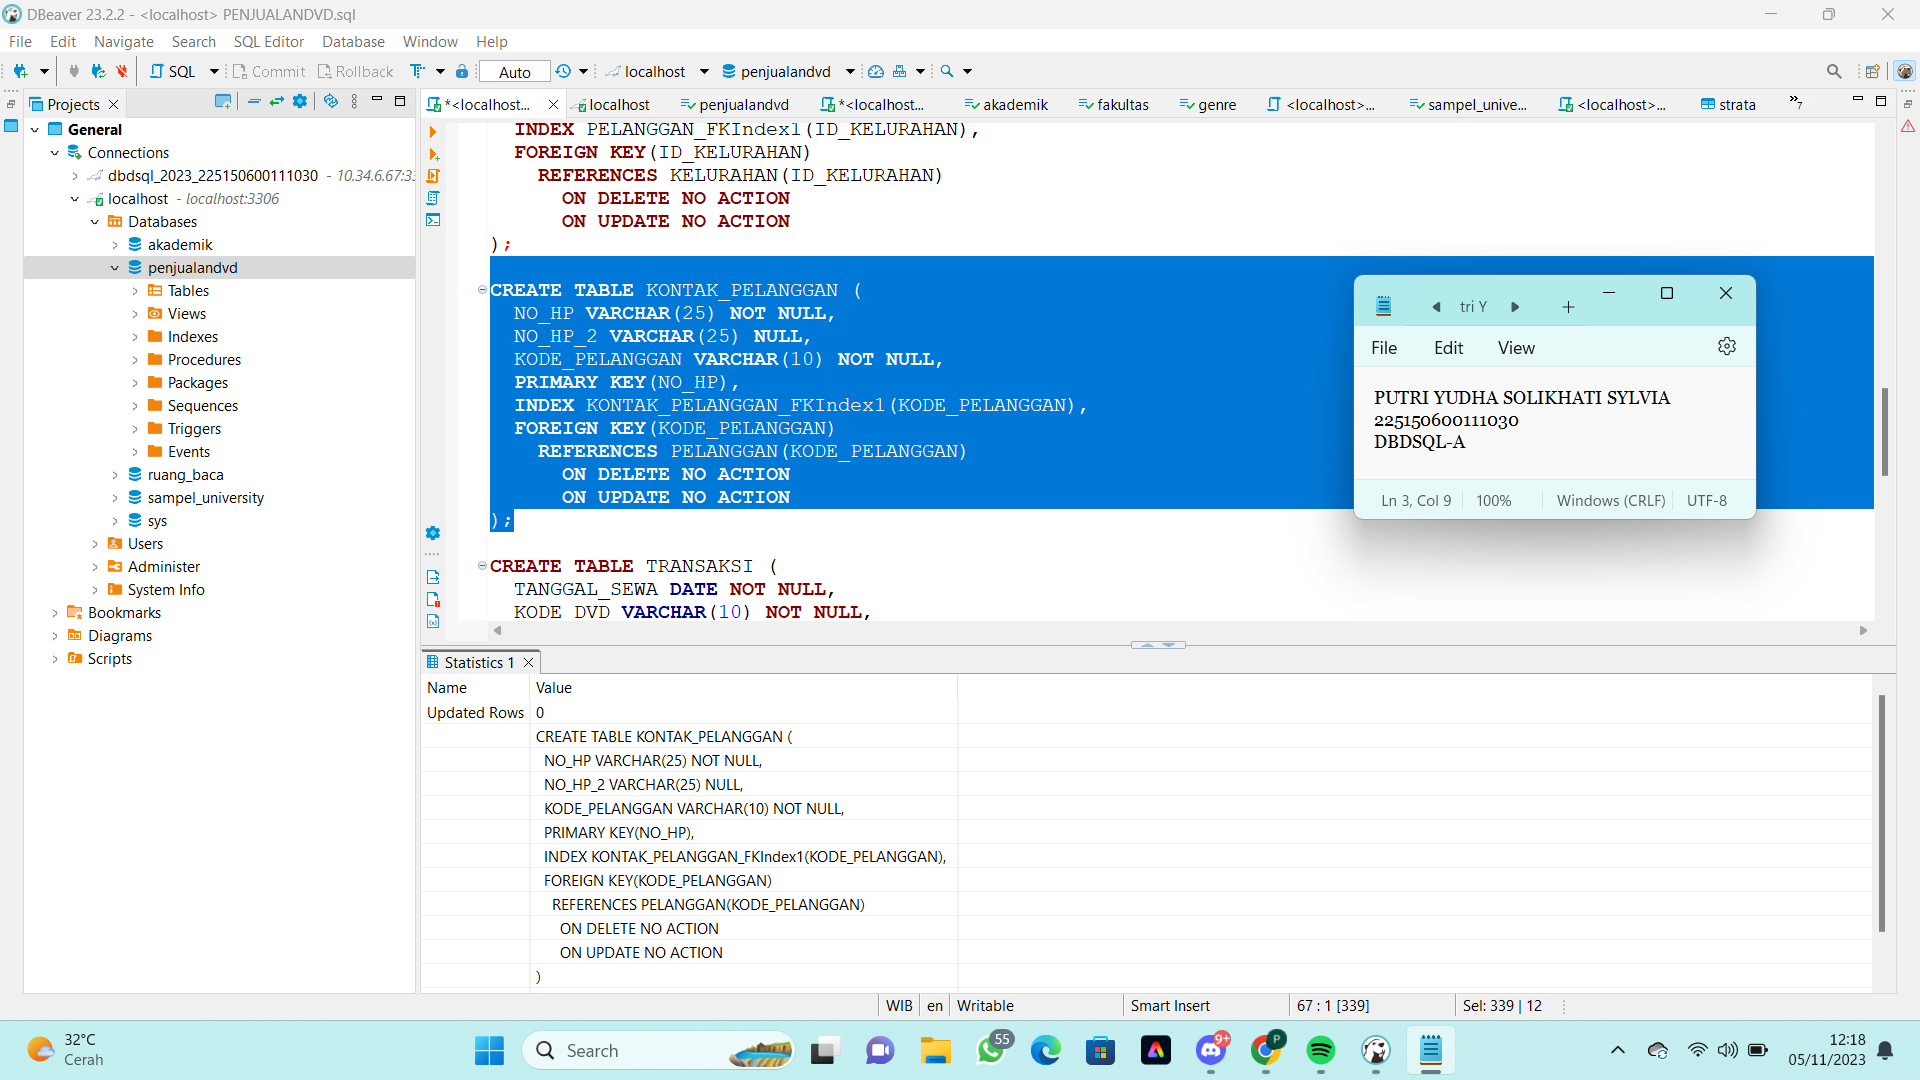 DBeaver 23.2.2 - <localhost> PENJUALANDVD.sql
File Edit Navigate Search SQL Editor Database Window Help
SQL Commit Rollback Auto localhost penjualandvd
Projects
General
Connections
dbdsql_2023_225150600111030 - 10.34.6.67:33
localhost - localhost:3306
Databases
akademik
penjualandvd
Tables
Views
Indexes
Procedures
Packages
Sequences
Triggers
Events
ruang_baca
sampel_university
sys
Users
Administer
System Info
Bookmarks
Diagrams
Scripts
*<localhost... localhost penjualandvd *<localhost... akademik fakultas genre <localhost>... sampel_unive... <localhost>... strata »7
INDEX PELANGGAN_FKIndex1(ID_KELURAHAN),
FOREIGN KEY(ID_KELURAHAN)
REFERENCES KELURAHAN(ID_KELURAHAN)
ON DELETE NO ACTION
ON UPDATE NO ACTION
);
CREATE TABLE KONTAK_PELANGGAN (
NO_HP VARCHAR(25) NOT NULL,
NO_HP_2 VARCHAR(25) NULL,
KODE_PELANGGAN VARCHAR(10) NOT NULL,
PRIMARY KEY(NO_HP),
INDEX KONTAK_PELANGGAN_FKIndex1(KODE_PELANGGAN),
FOREIGN KEY(KODE_PELANGGAN)
REFERENCES PELANGGAN(KODE_PELANGGAN)
ON DELETE NO ACTION
ON UPDATE NO ACTION
);
CREATE TABLE TRANSAKSI (
TANGGAL_SEWA DATE NOT NULL,
KODE_DVD VARCHAR(10) NOT NULL,
tri Y
File Edit View
PUTRI YUDHA SOLIKHATI SYLVIA
225150600111030
DBDSQL-A
Ln 3, Col 9 100% Windows (CRLF) UTF-8
Statistics 1
Name Value
Updated Rows 0
CREATE TABLE KONTAK_PELANGGAN (
NO_HP VARCHAR(25) NOT NULL,
NO_HP_2 VARCHAR(25) NULL,
KODE_PELANGGAN VARCHAR(10) NOT NULL,
PRIMARY KEY(NO_HP),
INDEX KONTAK_PELANGGAN_FKIndex1(KODE_PELANGGAN),
FOREIGN KEY(KODE_PELANGGAN)
REFERENCES PELANGGAN(KODE_PELANGGAN)
ON DELETE NO ACTION
ON UPDATE NO ACTION
)
WIB en Writable Smart Insert 67 : 1 [339] Sel: 339 | 12
32°C
Cerah
Search
55
9+
P
12:18
05/11/2023